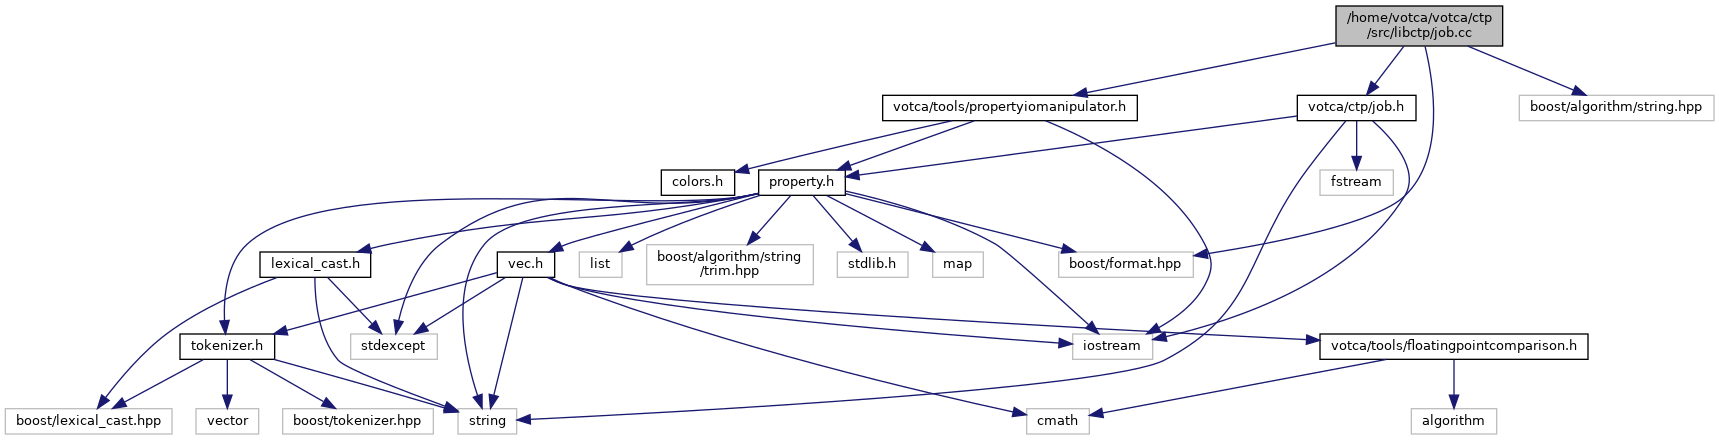 /home/votca/votca/ctp
/src/libctp/job.cc
votca/tools/propertyiomanipulator.h
votca/ctp/job.h
boost/algorithm/string.hpp
colors.h
property.h
fstream
lexical_cast.h
vec.h
list
boost/algorithm/string
/trim.hpp
stdlib.h
map
boost/format.hpp
tokenizer.h
stdexcept
iostream
votca/tools/floatingpointcomparison.h
boost/lexical_cast.hpp
vector
boost/tokenizer.hpp
string
cmath
algorithm